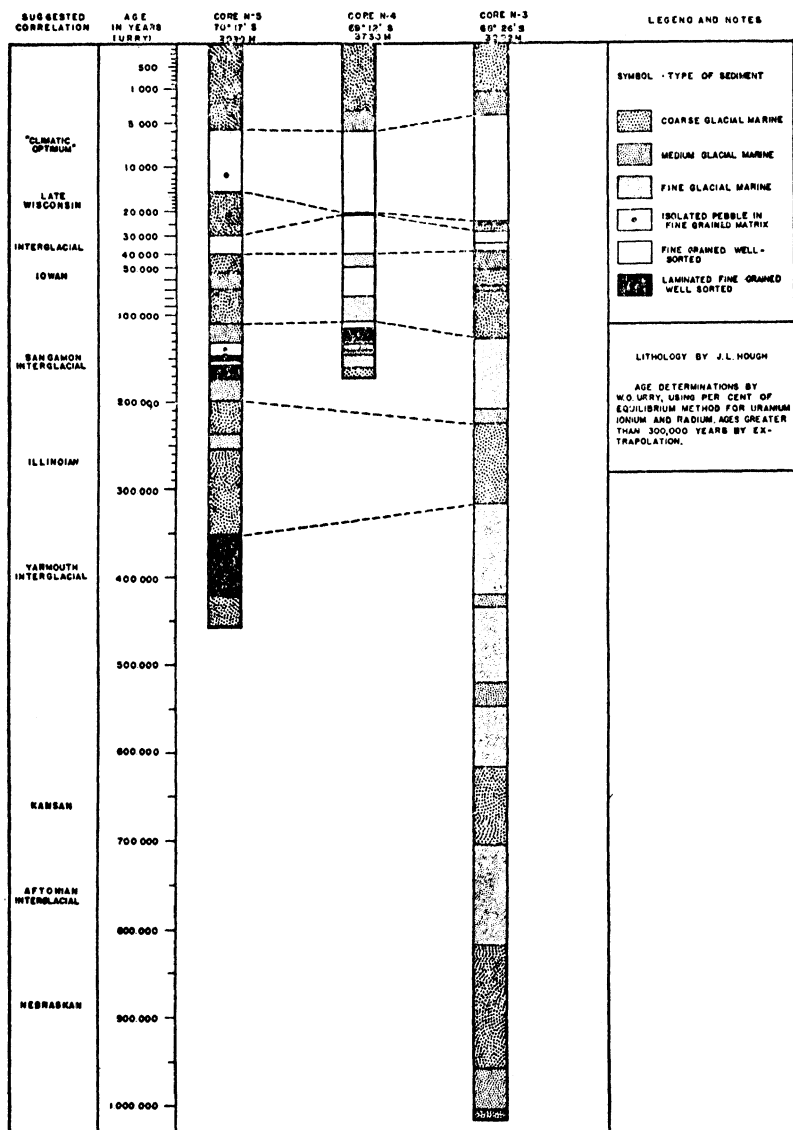 SUGGESTED
CORRELATION
AGE
IN YEARS
(URRY)
CORE N-5
70° 17' S
CORE N-4
69° 12' S
3733 M
CORE N-3
68° 26' S
LEGEND AND NOTES
500
1 000
5 000
10 000
20 000
30 000
40 000
50 000
100 000
200 000
300 000
400 000
500 000
600 000
700 000
800 000
900 000
1 000 000
"CLIMATIC
OPTIMUM"
LATE
WISCONSIN
INTERGLACIAL
IOWAN
SANGAMON
INTERGLACIAL
ILLINOIAN
YARMOUTH
INTERGLACIAL
KANSAN
AFTONIAN
INTERGLACIAL
NEBRASKAN
SYMBOL - TYPE OF SEDIMENT
COARSE GLACIAL MARINE
MEDIUM GLACIAL MARINE
FINE GLACIAL MARINE
ISOLATED PEBBLE IN
FINE GRAINED MATRIX
FINE GRAINED WELL-
SORTED
LAMINATED FINE GRAINED
WELL SORTED
LITHOLOGY BY J.L. HOUGH
AGE DETERMINATIONS BY
W.D. URRY, USING PER CENT OF
EQUILIBRIUM METHOD FOR URANIUM
IONIUM AND RADIUM. AGES GREATER
THAN 300,000 YEARS BY EX-
TRAPOLATION.